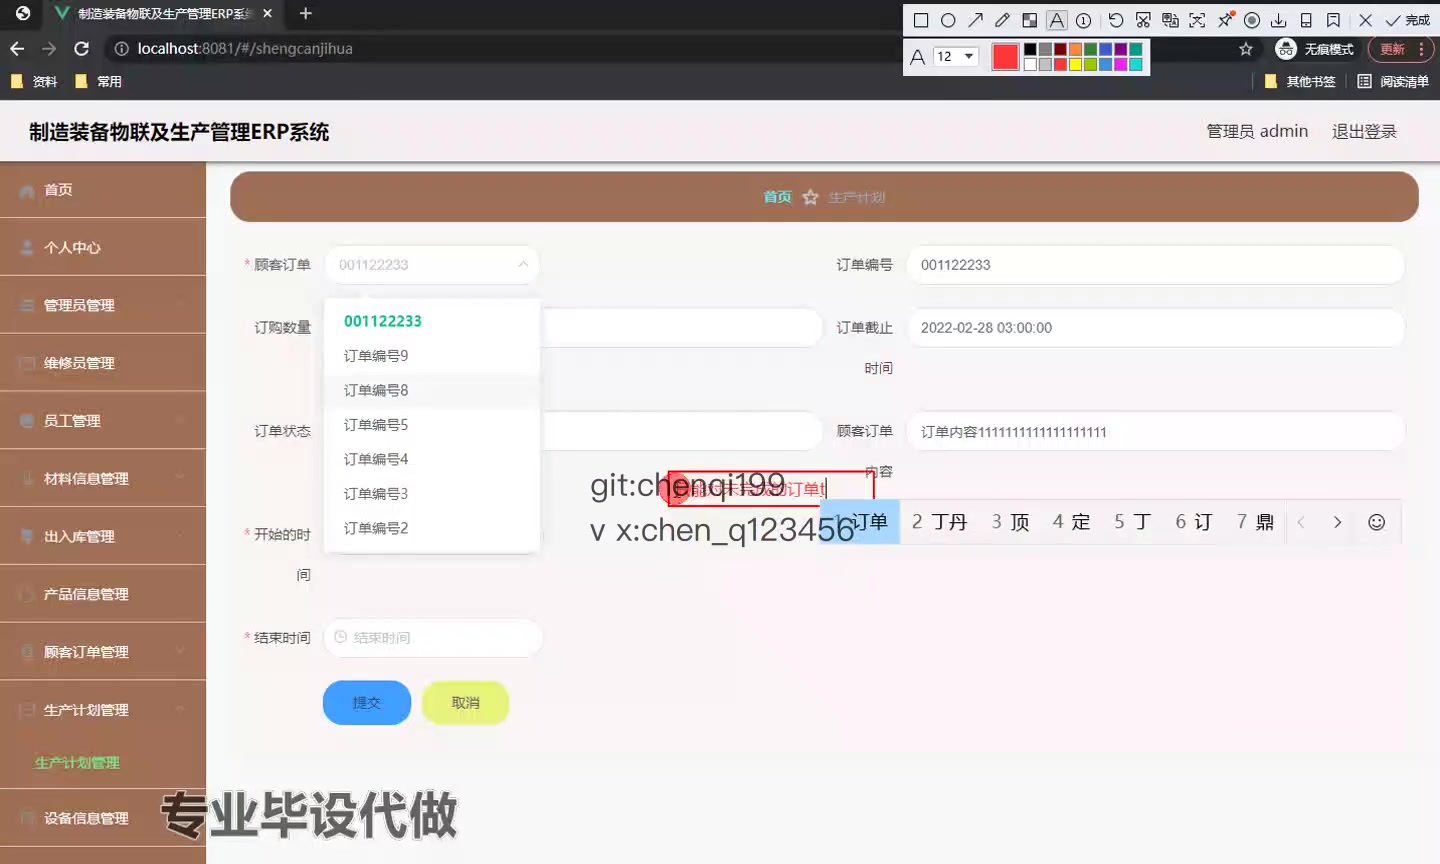 制造装备物联及生产管理ERP系统
完成
localhost:8081/#/shengcanjihua
无痕模式
更新
A 12
资料
常用
其他书签
阅读清单
制造装备物联及生产管理ERP系统
管理员 admin
退出登录
首页
个人中心
管理员管理
维修员管理
员工管理
材料信息管理
出入库管理
产品信息管理
顾客订单管理
生产计划管理
生产计划管理
设备信息管理
首页 生产计划
* 顾客订单 001122233
订单编号 001122233
001122233
订单编号9
订单编号8
订单编号5
订单编号4
订单编号3
订单编号2
订购数量
订单截止时间 2022-02-28 03:00:00
订单状态
顾客订单内容 订单内容1111111111111111111
能对未完成的订单
git:chenqi199
v x:chen_q123456
订单 2 丁丹 3 顶 4 定 5 丁 6 订 7 鼎
* 开始的时间
* 结束时间 结束时间
提交
取消
专业毕设代做